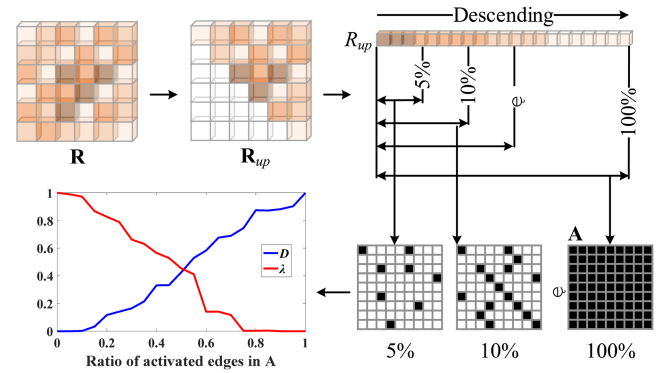 Descending
R_up
5%
10%
100%
R
R_up
A
1
0.8
0.6
0.4
0.2
0
D
λ
0 0.2 0.4 0.6 0.8 1
Ratio of activated edges in A
5% 10% 100%